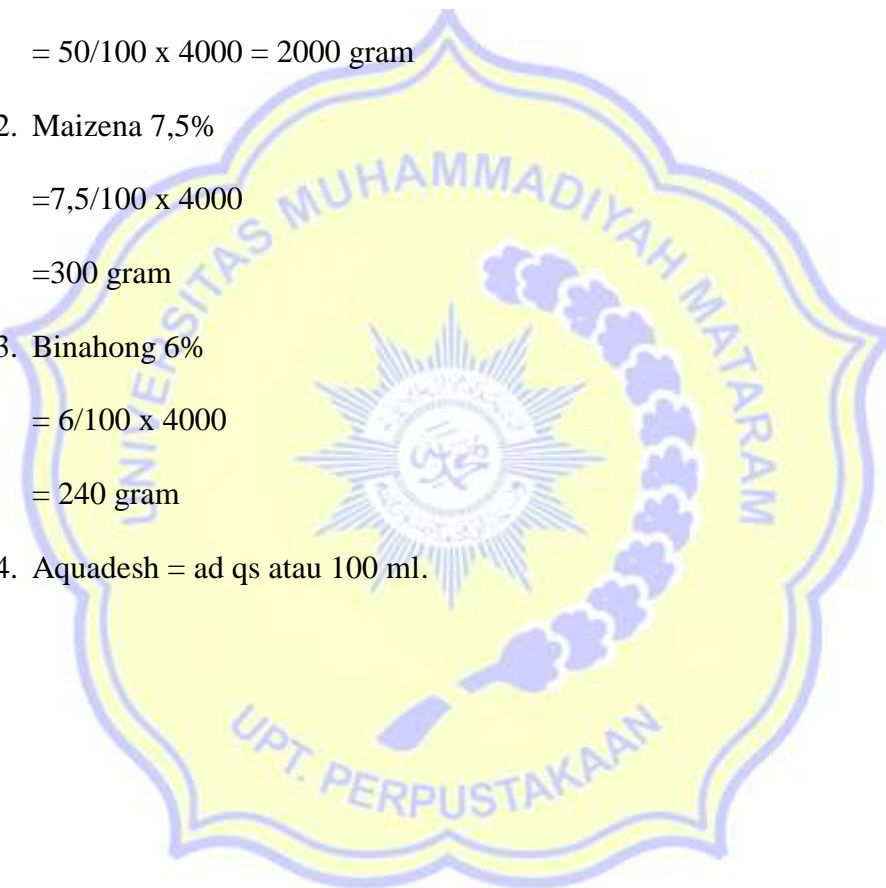 = 50/100 x 4000 = 2000 gram
2. Maizena 7,5%
=7,5/100 x 4000
=300 gram
3. Binahong 6%
= 6/100 x 4000
= 240 gram
4. Aquadesh = ad qs atau 100 ml.
UNIVERSITAS MUHAMMADIYAH MATARAM
UPT. PERPUSTAKAAN